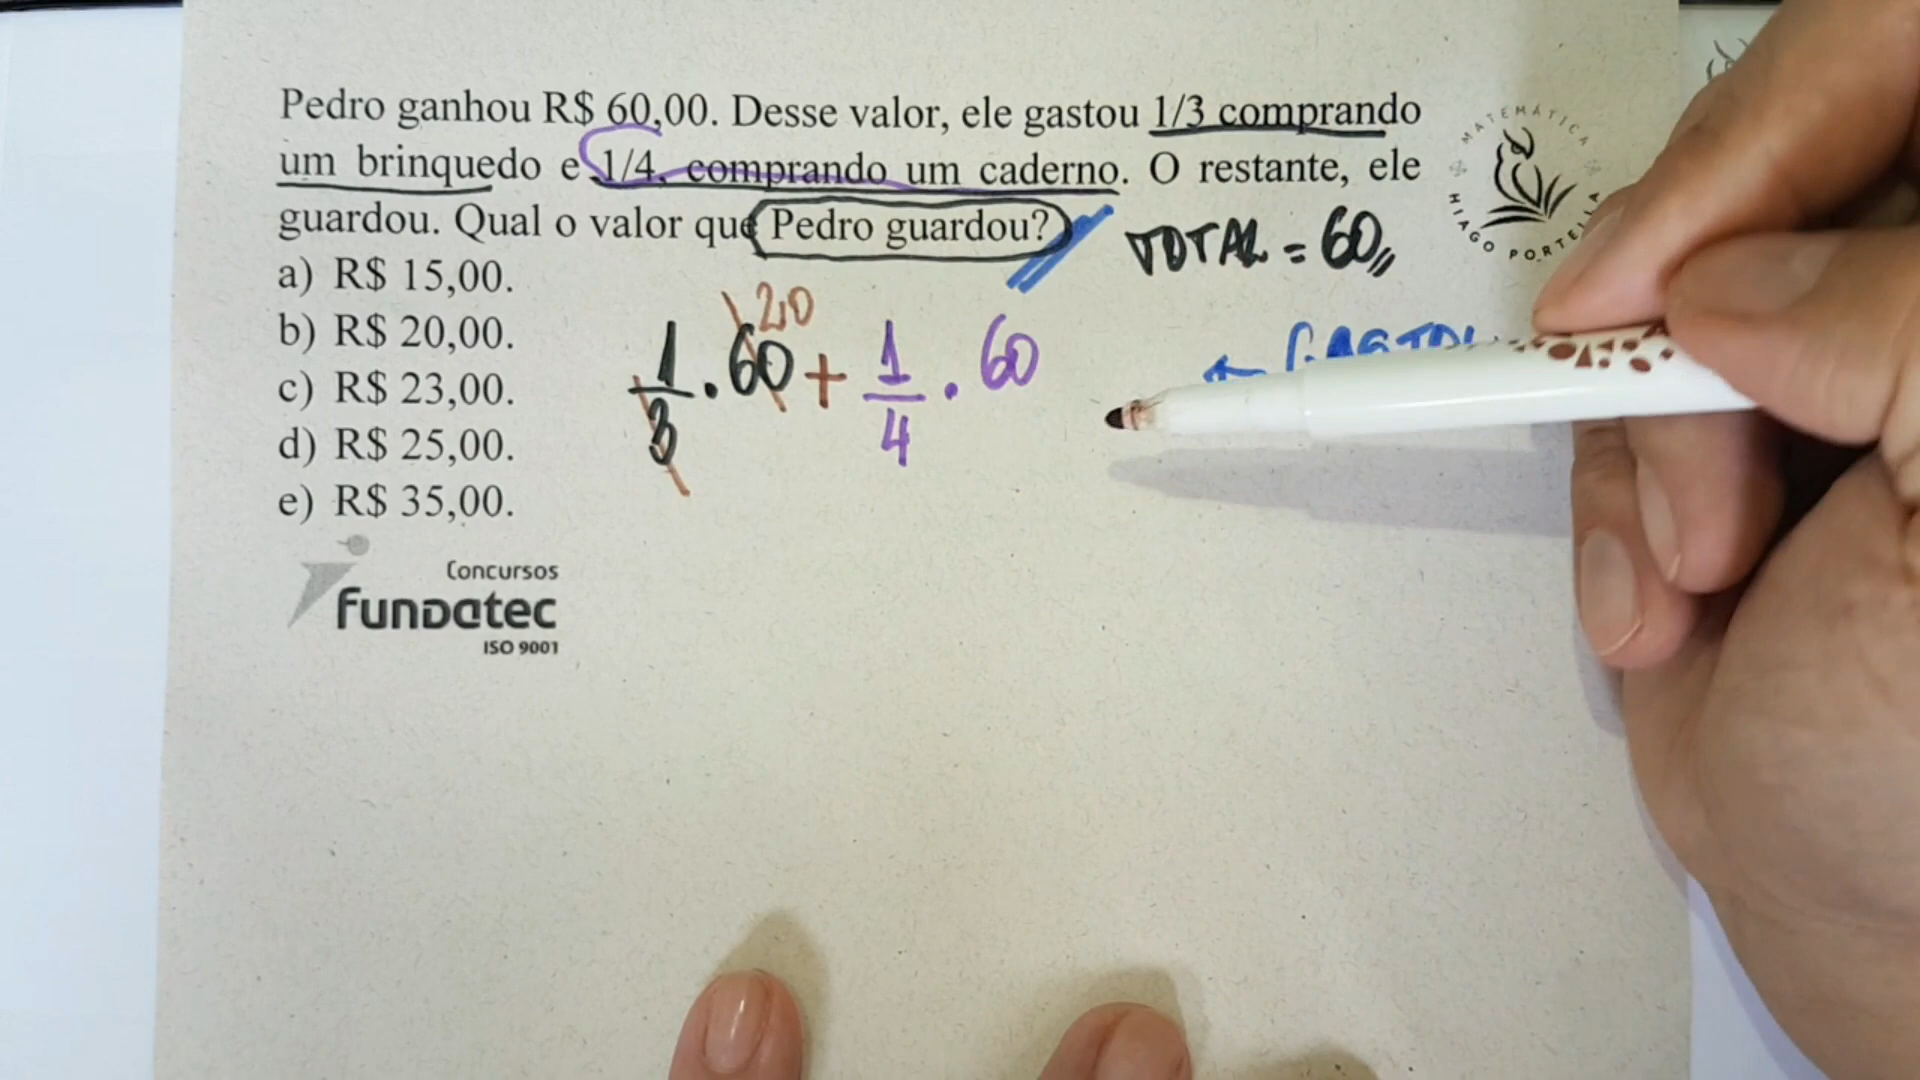 Pedro ganhou R$ 60,00. Desse valor, ele gastou 1/3 comprando
um brinquedo e 1/4, comprando um caderno. O restante, ele
guardou. Qual o valor que Pedro guardou?
TOTAL = 60
a) R$ 15,00.
b) R$ 20,00.
c) R$ 23,00.
d) R$ 25,00.
e) R$ 35,00.
20
1/3 . 60 + 1/4 . 60
← GASTOU
Concursos
FUNDATEC
ISO 9001
MATEMÁTICA
HIAGO PORTELLA